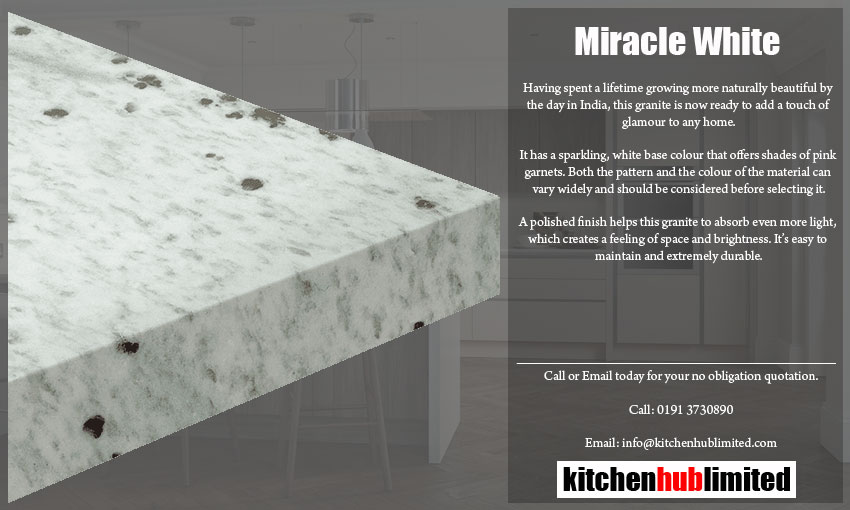 Miracle White
Having spent a lifetime growing more naturally beautiful by
the day in India, this granite is now ready to add a touch of
glamour to any home.
It has a sparkling, white base colour that offers shades of pink
garnets. Both the pattern and the colour of the material can
vary widely and should be considered before selecting it.
A polished finish helps this granite to absorb even more light,
which creates a feeling of space and brightness. It's easy to
maintain and extremely durable.
Call or Email today for your no obligation quotation.
Call: 0191 3730890
Email: info@kitchenhublimited.com
kitchenhublimited